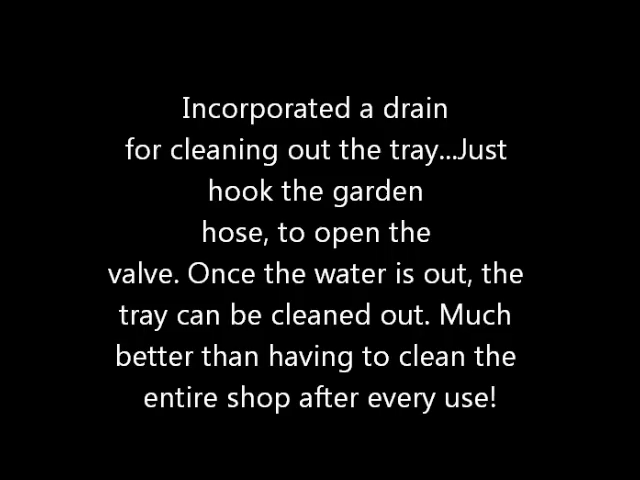 Incorporated a drain
for cleaning out the tray...Just
hook the garden
hose, to open the
valve. Once the water is out, the
tray can be cleaned out. Much
better than having to clean the
entire shop after every use!